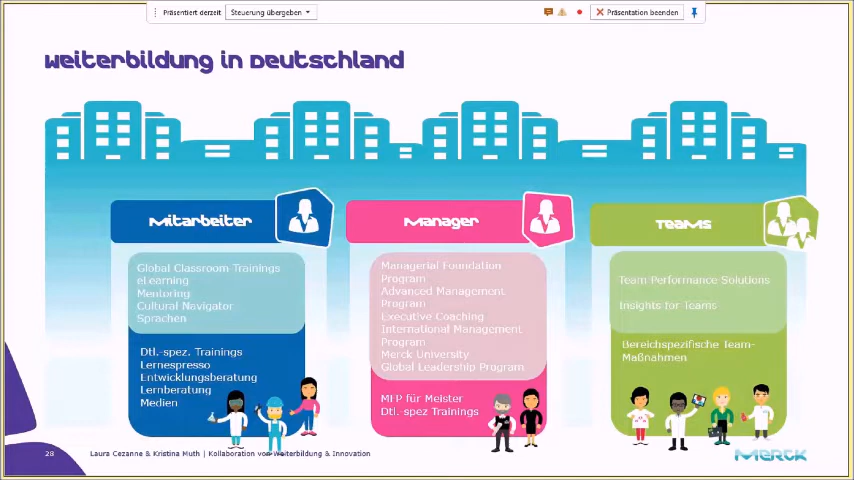 Präsentiert derzeit
Steuerung übergeben
Präsentation beenden
Weiterbildung in Deutschland
Mitarbeiter
Global Classroom Trainings
eLearning
Mentoring
Cultural Navigator
Sprachen
Dtl.-spez. Trainings
Lernespresso
Entwicklungsberatung
Lernberatung
Medien
Manager
Managerial Foundation
Program
Advanced Management
Program
Executive Coaching
International Management
Program
Merck University
Global Leadership Program
MFP für Meister
Dtl.-spez Trainings
Teams
Team Performance Solutions
Insights for Teams
Bereichspezifische Team-
Maßnahmen
28
Laura Cezanne & Kristina Muth | Kollaboration von Weiterbildung & Innovation
Merck